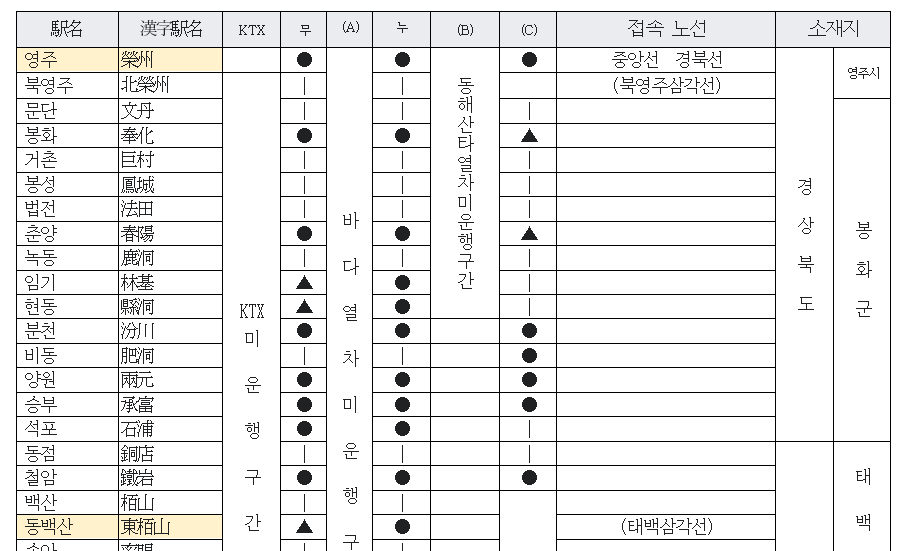 駅名 漢字駅名 KTX 무 (A) 누 (B) (C) 접속 노선 소재지
영주 榮州 ● ● ● 중앙선 경북선
북영주 北榮州 | | (북영주삼각선)
문단 文丹 | | |
봉화 奉化 ● ● ▲
거촌 巨村 | | |
봉성 鳳城 | | |
법전 法田 | | |
춘양 春陽 ● ● ▲
녹동 鹿洞 | | |
임기 林基 ▲ ● |
현동 縣洞 ▲ ● |
분천 汾川 ● ● ●
비동 肥洞 | | ●
양원 兩元 ● ● ●
승부 承富 ● ● ●
석포 石浦 ● ● |
동점 銅店 | | |
철암 鐵岩 ● ● ●
백산 栢山 | |
동백산 東栢山 ▲ ● (태백삼각선)
KTX미운행구간
바다열차미운행구
동해산타열차미운행구간
경상북도
영주시
봉화군
태백